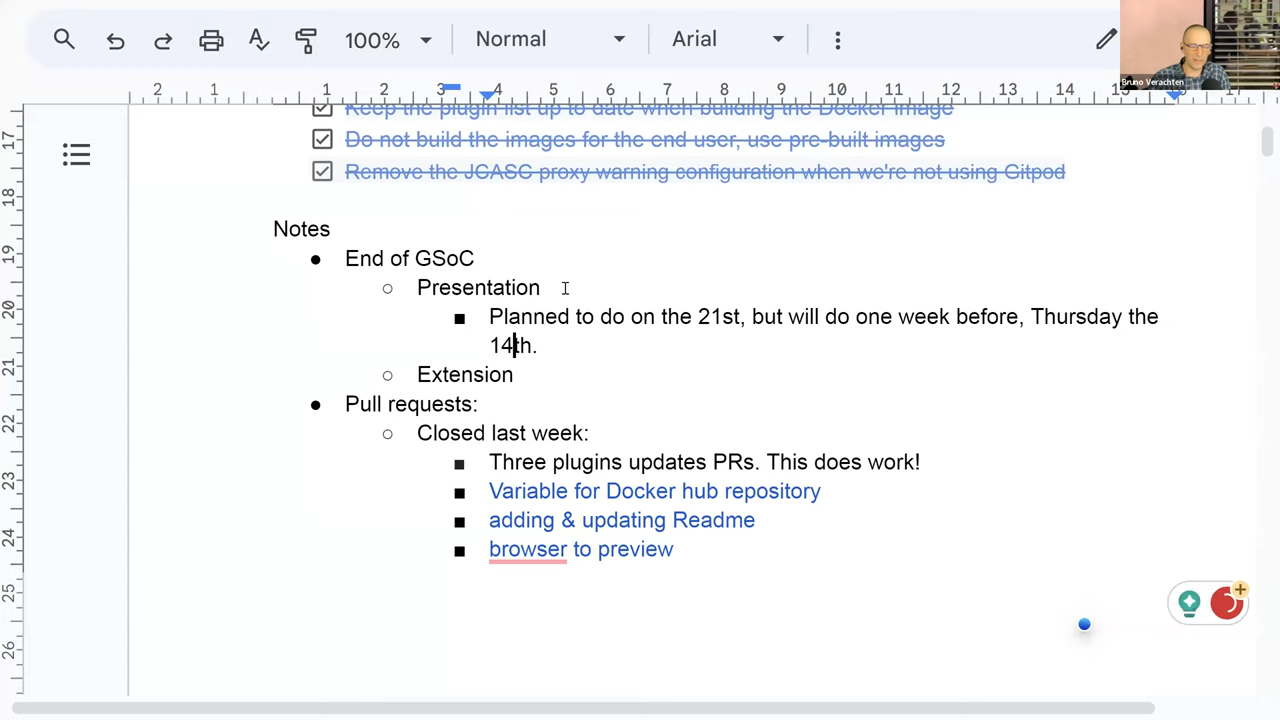 100%
Normal
Arial
Bruno Verachten
2 1 1 2 3 4 5 6 7 8 9 10 11 12 13 14 15
17
18
19
20
21
22
23
24
25
26
Keep the plugin list up to date when building the Docker image
Do not build the images for the end user, use pre-built images
Remove the JCASC proxy warning configuration when we're not using Gitpod
Notes
End of GSoC
Presentation
Planned to do on the 21st, but will do one week before, Thursday the
14th.
Extension
Pull requests:
Closed last week:
Three plugins updates PRs. This does work!
Variable for Docker hub repository
adding & updating Readme
browser to preview